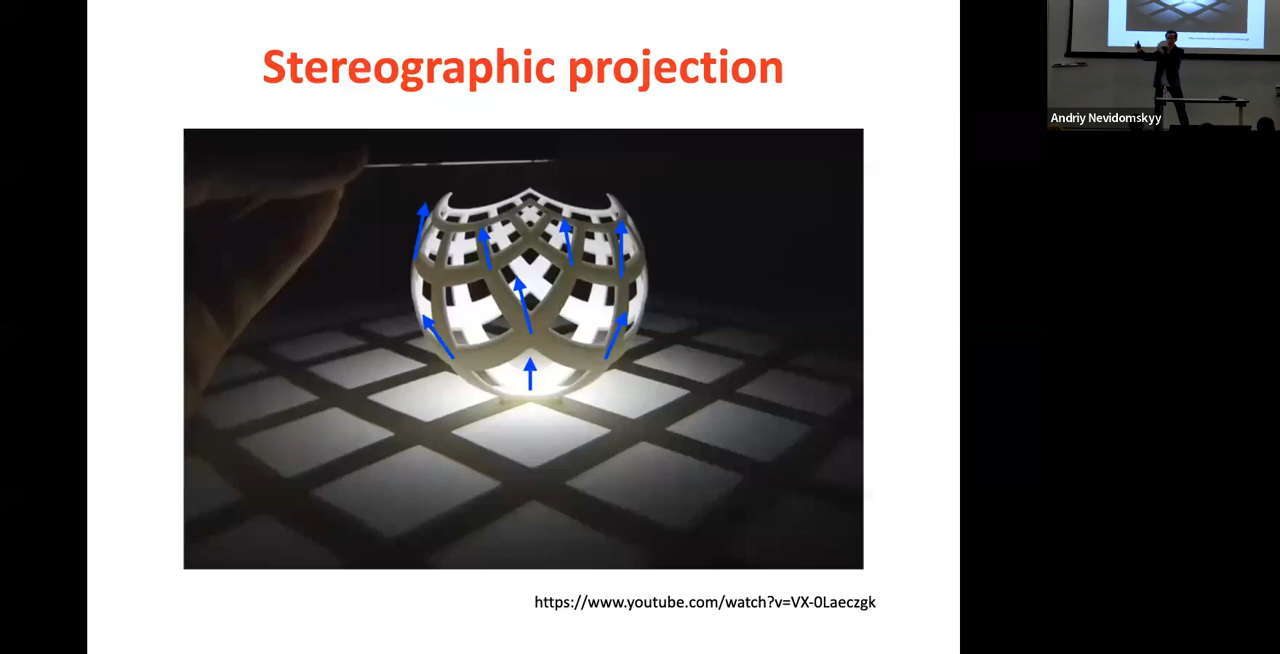 Stereographic projection
Andriy Nevidomskyy
https://www.youtube.com/watch?v=VX-0Laeczgk